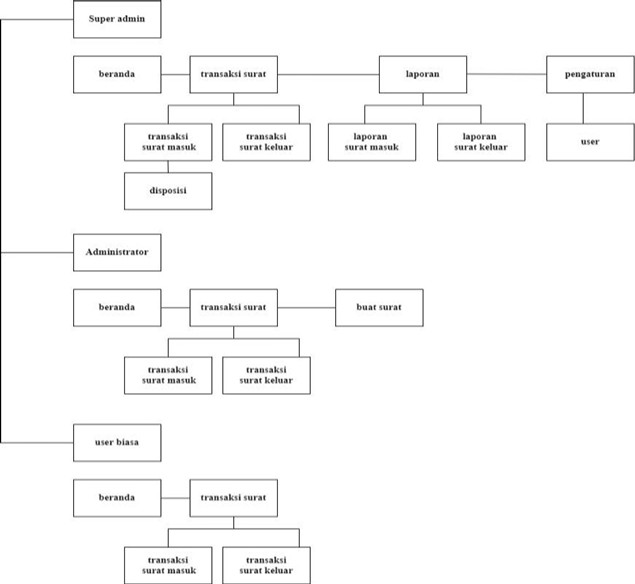 Super admin
beranda
transaksi surat
laporan
pengaturan
transaksi
surat masuk
transaksi
surat keluar
laporan
surat masuk
laporan
surat keluar
user
disposisi
Administrator
beranda
transaksi surat
buat surat
transaksi
surat masuk
transaksi
surat keluar
user biasa
beranda
transaksi surat
transaksi
surat masuk
transaksi
surat keluar